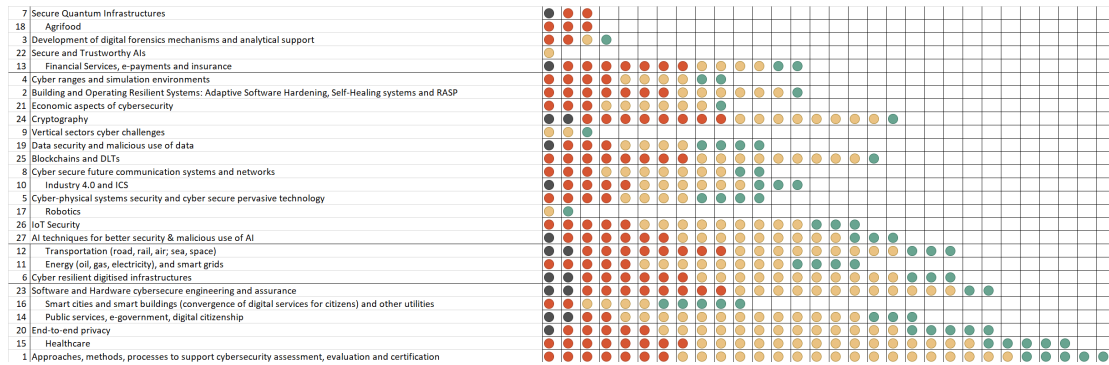 7 Secure Quantum Infrastructures
18 Agrifood
3 Development of digital forensics mechanisms and analytical support
22 Secure and Trustworthy AIs
13 Financial Services, e-payments and insurance
4 Cyber ranges and simulation environments
2 Building and Operating Resilient Systems: Adaptive Software Hardening, Self-Healing systems and RASP
21 Economic aspects of cybersecurity
24 Cryptography
9 Vertical sectors cyber challenges
19 Data security and malicious use of data
25 Blockchains and DLTs
8 Cyber secure future communication systems and networks
10 Industry 4.0 and ICS
5 Cyber-physical systems security and cyber secure pervasive technology
17 Robotics
26 IoT Security
27 AI techniques for better security & malicious use of AI
12 Transportation (road, rail, air; sea, space)
11 Energy (oil, gas, electricity), and smart grids
6 Cyber resilient digitised infrastructures
23 Software and Hardware cybersecure engineering and assurance
16 Smart cities and smart buildings (convergence of digital services for citizens) and other utilities
14 Public services, e-government, digital citizenship
20 End-to-end privacy
15 Healthcare
1 Approaches, methods, processes to support cybersecurity assessment, evaluation and certification